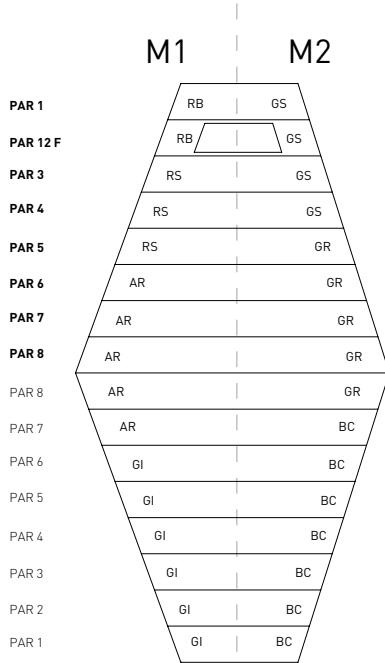 M1 M2
PAR 1 RB GS
PAR 12 F RB GS
PAR 3 RS GS
PAR 4 RS GS
PAR 5 RS GR
PAR 6 AR GR
PAR 7 AR GR
PAR 8 AR GR
PAR 8 AR GR
PAR 7 AR BC
PAR 6 GI BC
PAR 5 GI BC
PAR 4 GI BC
PAR 3 GI BC
PAR 2 GI BC
PAR 1 GI BC